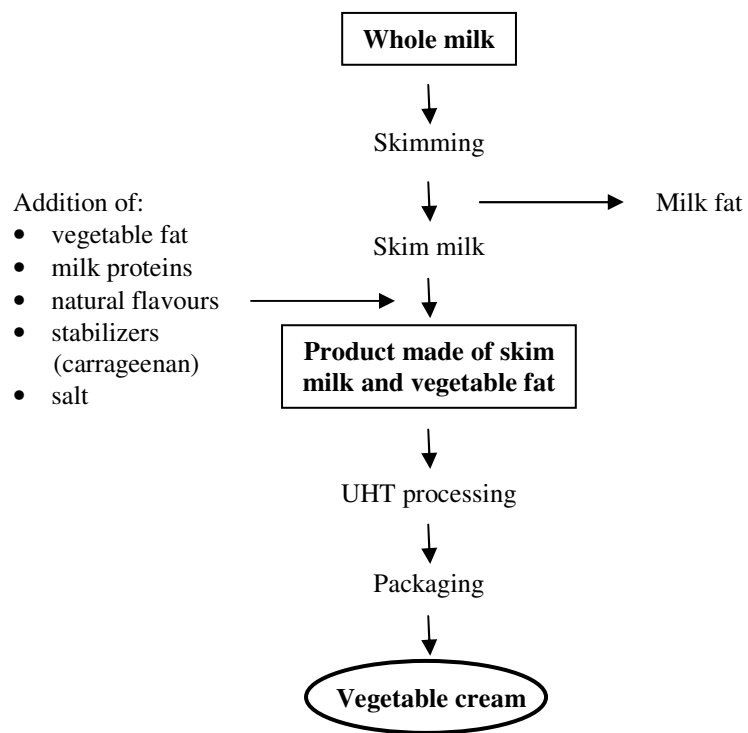 Whole milk
Skimming
Milk fat
Skim milk
Addition of:
• vegetable fat
• milk proteins
• natural flavours
• stabilizers
(carrageenan)
• salt
Product made of skim
milk and vegetable fat
UHT processing
Packaging
Vegetable cream